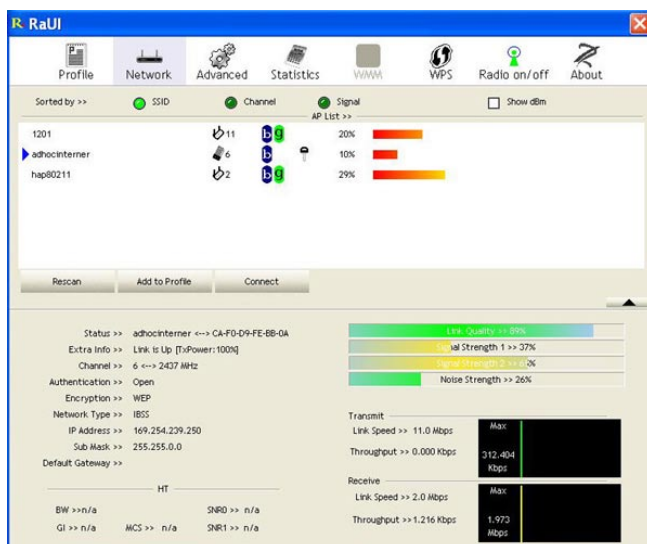 RaUI
Profile Network Advanced Statistics WMM WPS Radio on/off About
Sorted by >> SSID Channel Signal Show dBm
AP List >>
1201 11 b g 20%
adhocinterner 6 b 10%
hap80211 2 b g 29%
Rescan Add to Profile Connect
Status >> adhocinterner <--> CA-F0-D9-FE-BB-0A
Extra Info >> Link is Up [TxPower:100%]
Channel >> 6 <--> 2437 MHz
Authentication >> Open
Encryption >> WEP
Network Type >> IBSS
IP Address >> 169.254.239.250
Sub Mask >> 255.255.0.0
Default Gateway >>
HT
BW >>n/a SNR0 >> n/a
GI >> n/a MCS >> n/a SNR1 >> n/a
Link Quality >> 89%
Signal Strength 1 >> 37%
Signal Strength 2 >>
Noise Strength >> 26%
Transmit
Link Speed >> 11.0 Mbps
Throughput >> 0.000 Kbps
Max
312.404
Kbps
Receive
Link Speed >> 2.0 Mbps
Throughput >>1.216 Kbps
Max
1.973
Mbps